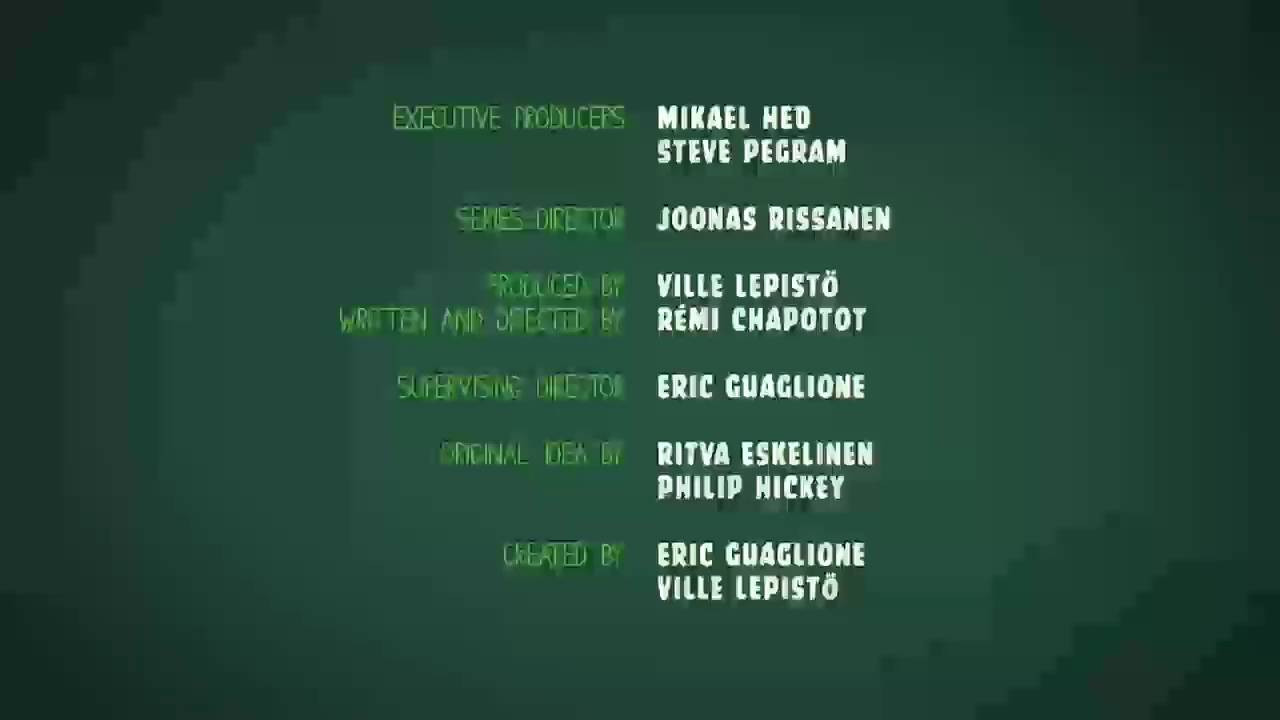 EXECUTIVE PRODUCERS MIKAEL HED
STEVE PEGRAM
SERIES DIRECTOR JOONAS RISSANEN
PRODUCED BY VILLE LEPISTÖ
WRITTEN AND DIRECTED BY RÉMI CHAPOTOT
SUPERVISING DIRECTOR ERIC GUAGLIONE
ORIGINAL IDEA BY RITVA ESKELINEN
PHILIP HICKEY
CREATED BY ERIC GUAGLIONE
VILLE LEPISTÖ